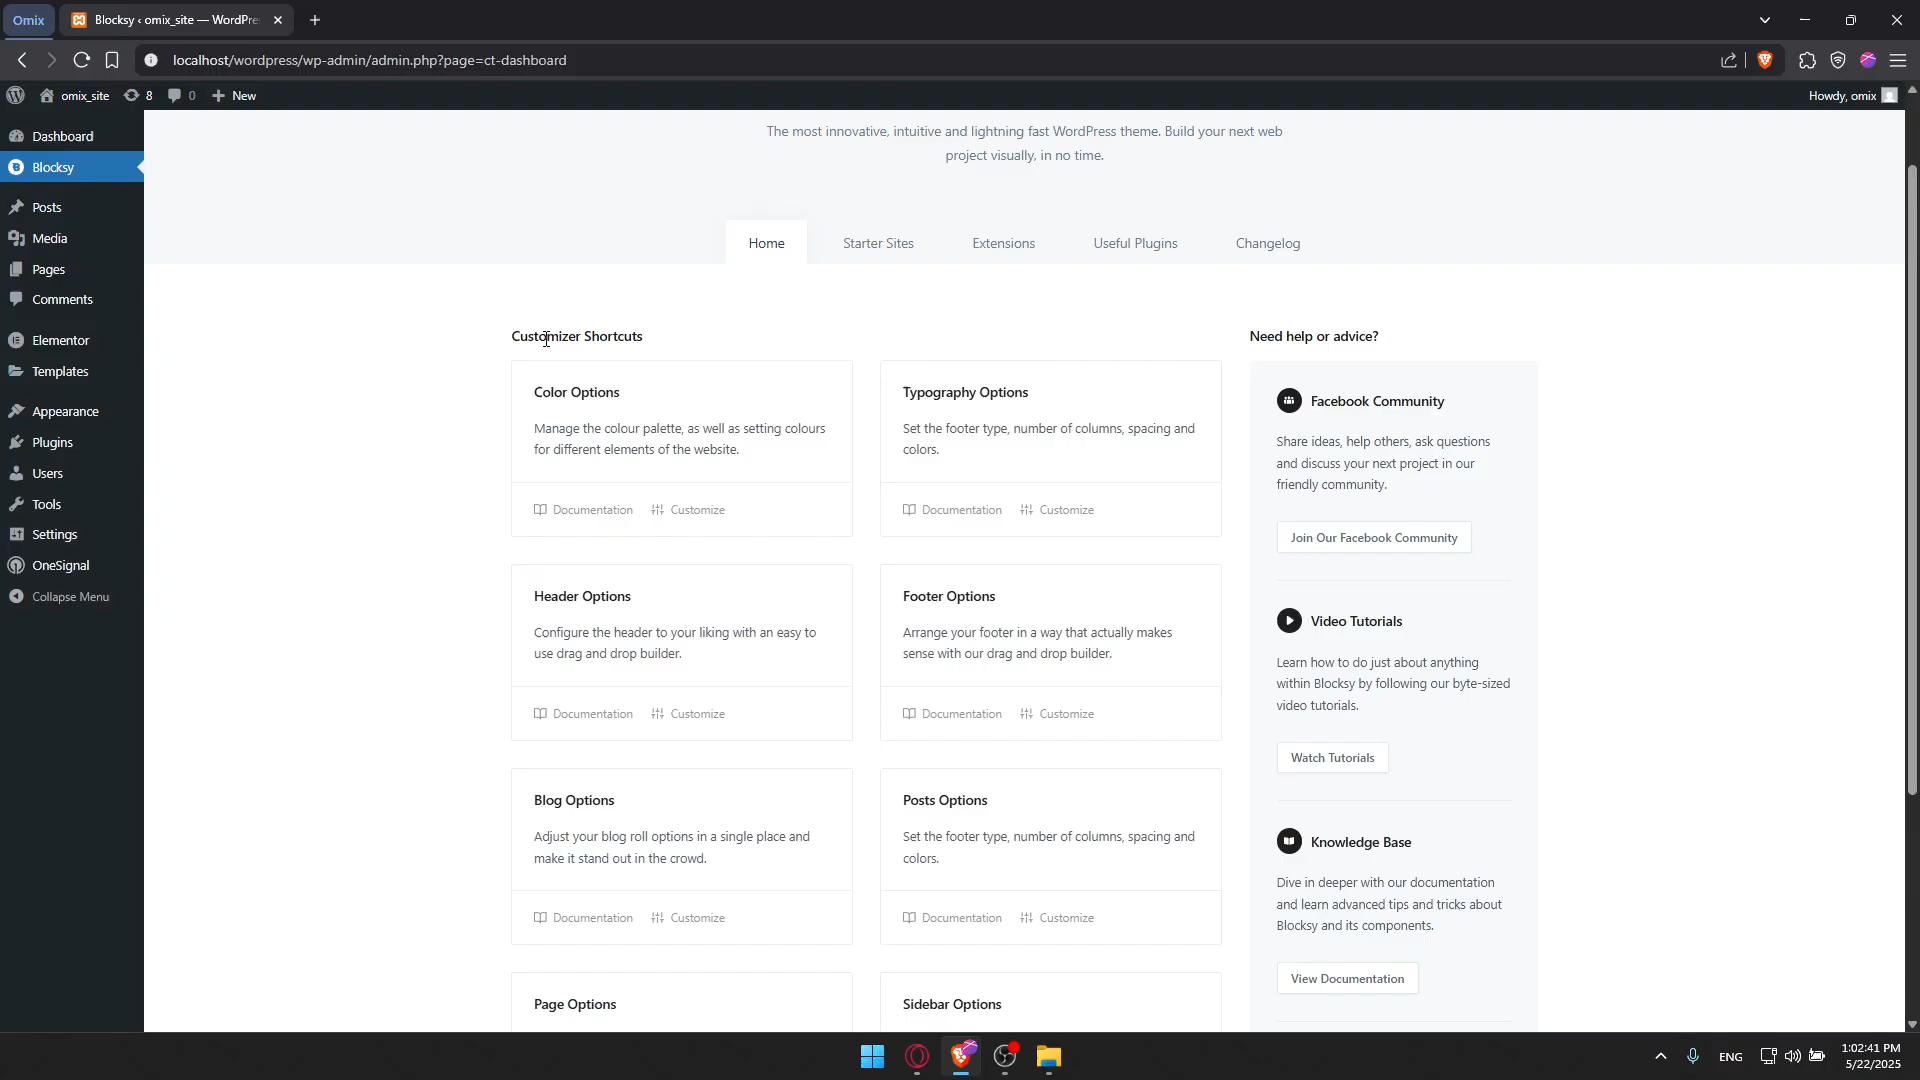 Omix
Blocksy ‹ omix_site — WordPre
localhost/wordpress/wp-admin/admin.php?page=ct-dashboard
omix_site
8
0
New
Howdy, omix
Dashboard
Blocksy
Posts
Media
Pages
Comments
Elementor
Templates
Appearance
Plugins
Users
Tools
Settings
OneSignal
Collapse Menu
The most innovative, intuitive and lightning fast WordPress theme. Build your next web
project visually, in no time.
Home
Starter Sites
Extensions
Useful Plugins
Changelog
Customizer Shortcuts
Color Options
Manage the colour palette, as well as setting colours
for different elements of the website.
Documentation
Customize
Typography Options
Set the footer type, number of columns, spacing and
colors.
Documentation
Customize
Header Options
Configure the header to your liking with an easy to
use drag and drop builder.
Documentation
Customize
Footer Options
Arrange your footer in a way that actually makes
sense with our drag and drop builder.
Documentation
Customize
Blog Options
Adjust your blog roll options in a single place and
make it stand out in the crowd.
Documentation
Customize
Posts Options
Set the footer type, number of columns, spacing and
colors.
Documentation
Customize
Page Options
Sidebar Options
Need help or advice?
Facebook Community
Share ideas, help others, ask questions
and discuss your next project in our
friendly community.
Join Our Facebook Community
Video Tutorials
Learn how to do just about anything
within Blocksy by following our byte-sized
video tutorials.
Watch Tutorials
Knowledge Base
Dive in deeper with our documentation
and learn advanced tips and tricks about
Blocksy and its components.
View Documentation
ENG
1:02:41 PM
5/22/2025